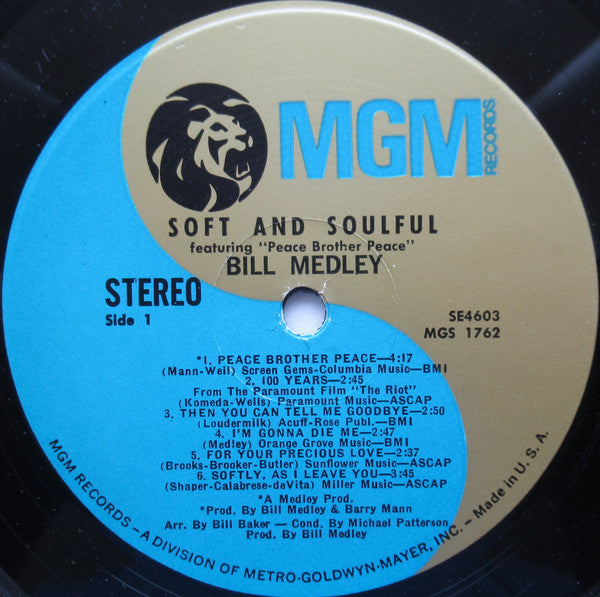 MGM RECORDS
SOFT AND SOULFUL
featuring "Peace Brother Peace"
BILL MEDLEY
STEREO
Side 1
SE4603
MGS 1762
*1. PEACE BROTHER PEACE—4:17
(Mann-Weil) Screen Gems-Columbia Music—BMI
2. 100 YEARS—2:45
From The Paramount Film "The Riot"
(Komeda-Wells) Paramount Music—ASCAP
3. THEN YOU CAN TELL ME GOODBYE—2:50
(Loudermilk) Acuff-Rose Publ.—BMI
4. I'M GONNA DIE ME—2:47
(Medley) Orange Grove Music—BMI
5. FOR YOUR PRECIOUS LOVE—2:37
(Brooks-Brooker-Butler) Sunflower Music—ASCAP
6. SOFTLY, AS I LEAVE YOU—3:45
(Shaper-Calabrese-deVita) Miller Music—ASCAP
*A Medley Prod.
*Prod. By Bill Medley & Barry Mann
Arr. By Bill Baker — Cond. By Michael Patterson
Prod. By Bill Medley
MGM RECORDS – A DIVISION OF METRO-GOLDWYN-MAYER, INC. – Made in U.S.A.